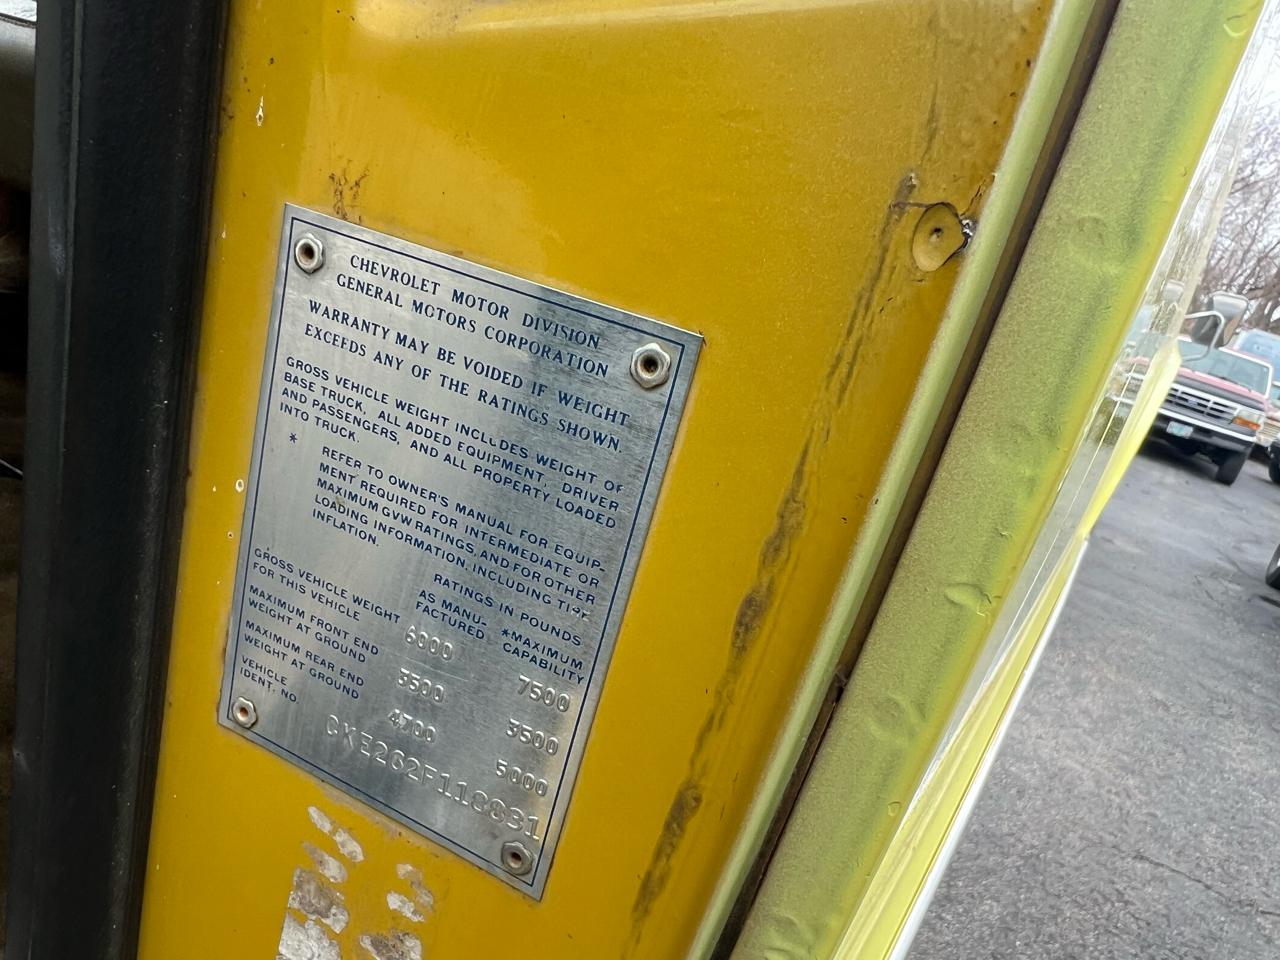 CHEVROLET MOTOR DIVISION
GENERAL MOTORS CORPORATION
WARRANTY MAY BE VOIDED IF WEIGHT
EXCEEDS ANY OF THE RATINGS SHOWN.
GROSS VEHICLE WEIGHT INCLUDES WEIGHT OF
BASE TRUCK, ALL ADDED EQUIPMENT, DRIVER
AND PASSENGERS, AND ALL PROPERTY LOADED
INTO TRUCK.
* REFER TO OWNER'S MANUAL FOR EQUIP-
MENT REQUIRED FOR INTERMEDIATE OR
MAXIMUM GVW RATINGS, AND FOR OTHER
LOADING INFORMATION, INCLUDING TIRE
INFLATION.
RATINGS IN POUNDS
AS MANU-
FACTURED
*MAXIMUM
CAPABILITY
GROSS VEHICLE WEIGHT
FOR THIS VEHICLE
6800 7500
MAXIMUM FRONT END
WEIGHT AT GROUND
3500 3500
MAXIMUM REAR END
WEIGHT AT GROUND
4700 5000
VEHICLE
IDENT. NO.